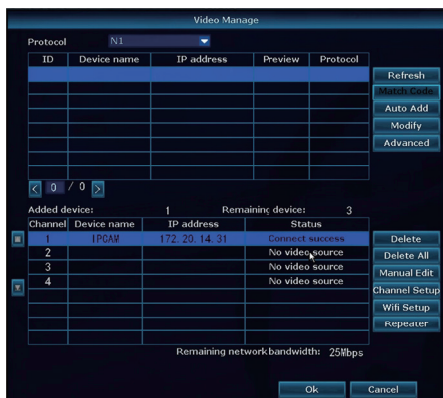 Video Manage
Protocol N1
ID Device name IP address Preview Protocol
Refresh
Match Code
Auto Add
Modify
Advanced
0 / 0
Added device: 1 Remaining device: 3
Channel Device name IP address Status
1 IPCAM 172.20.14.31 Connect success Delete
2 No video source Delete All
3 No video source Manual Edit
4 No video source Channel Setup
Wifi Setup
Repeater
Remaining network bandwidth: 25Mbps
Ok Cancel